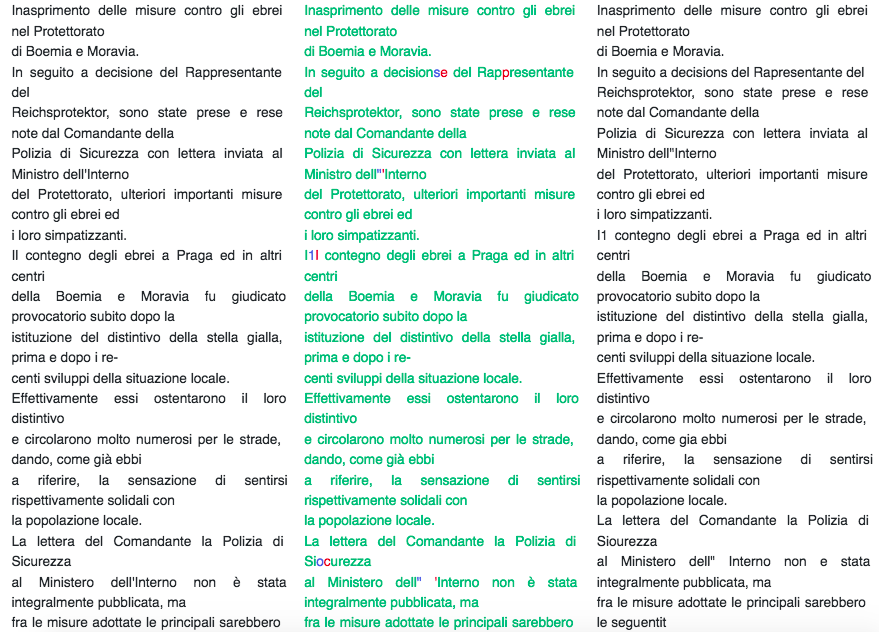 Inasprimento delle misure contro gli ebrei
nel Protettorato
di Boemia e Moravia.
In seguito a decisione del Rappresentante
del
Reichsprotektor, sono state prese e rese
note dal Comandante della
Polizia di Sicurezza con lettera inviata al
Ministro dell'Interno
del Protettorato, ulteriori importanti misure
contro gli ebrei ed
i loro simpatizzanti.
Il contegno degli ebrei a Praga ed in altri
centri
della Boemia e Moravia fu giudicato
provocatorio subito dopo la
istituzione del distintivo della stella gialla,
prima e dopo i re-
centi sviluppi della situazione locale.
Effettivamente essi ostentarono il loro
distintivo
e circolarono molto numerosi per le strade,
dando, come già ebbi
a riferire, la sensazione di sentirsi
rispettivamente solidali con
la popolazione locale.
La lettera del Comandante la Polizia di
Sicurezza
al Ministero dell'Interno non è stata
integralmente pubblicata, ma
fra le misure adottate le principali sarebbero
Inasprimento delle misure contro gli ebrei
nel Protettorato
di Boemia e Moravia.
In seguito a decisionse del Rappresentante
del
Reichsprotektor, sono state prese e rese
note dal Comandante della
Polizia di Sicurezza con lettera inviata al
Ministro dell"'Interno
del Protettorato, ulteriori importanti misure
contro gli ebrei ed
i loro simpatizzanti.
I1l contegno degli ebrei a Praga ed in altri
centri
della Boemia e Moravia fu giudicato
provocatorio subito dopo la
istituzione del distintivo della stella gialla,
prima e dopo i re-
centi sviluppi della situazione locale.
Effettivamente essi ostentarono il loro
distintivo
e circolarono molto numerosi per le strade,
dando, come già ebbi
a riferire, la sensazione di sentirsi
rispettivamente solidali con
la popolazione locale.
La lettera del Comandante la Polizia di
Siocurezza
al Ministero dell" 'Interno non è stata
integralmente pubblicata, ma
fra le misure adottate le principali sarebbero
Inasprimento delle misure contro gli ebrei
nel Protettorato
di Boemia e Moravia.
In seguito a decisions del Rappresentante del
Reichsprotektor, sono state prese e rese
note dal Comandante della
Polizia di Sicurezza con lettera inviata al
Ministro dell"Interno
del Protettorato, ulteriori importanti misure
contro gli ebrei ed
i loro simpatizzanti.
I1 contegno degli ebrei a Praga ed in altri
centri
della Boemia e Moravia fu giudicato
provocatorio subito dopo la
istituzione del distintivo della stella gialla,
prima e dopo i re-
centi sviluppi della situazione locale.
Effettivamente essi ostentarono il loro
distintivo
e circolarono molto numerosi per le strade,
dando, come gia ebbi
a riferire, la sensazione di sentirsi
rispettivamente solidali con
la popolazione locale.
La lettera del Comandante la Polizia di
Siourezza
al Ministero dell" Interno non e stata
integralmente pubblicata, ma
fra le misure adottate le principali sarebbero
le seguentit